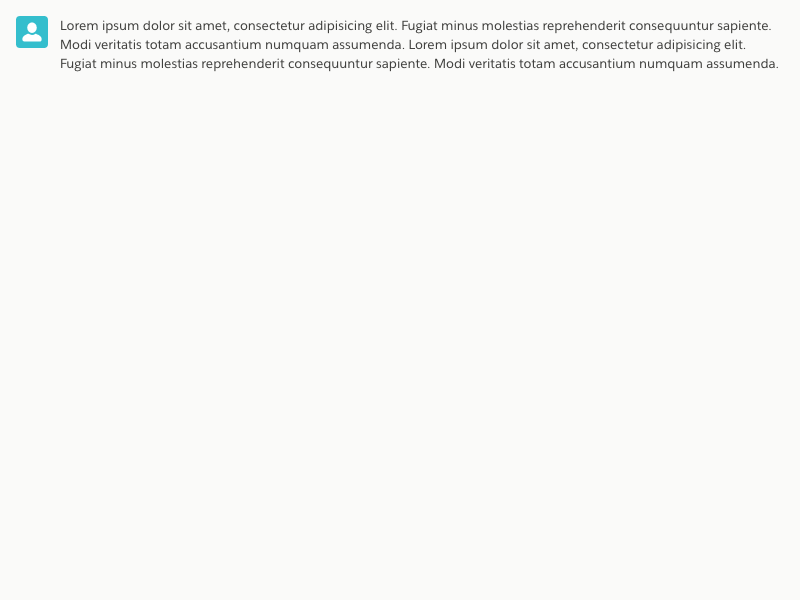 Lorem ipsum dolor sit amet, consectetur adipisicing elit. Fugiat minus molestias reprehenderit consequuntur sapiente.
Modi veritatis totam accusantium numquam assumenda. Lorem ipsum dolor sit amet, consectetur adipisicing elit.
Fugiat minus molestias reprehenderit consequuntur sapiente. Modi veritatis totam accusantium numquam assumenda.